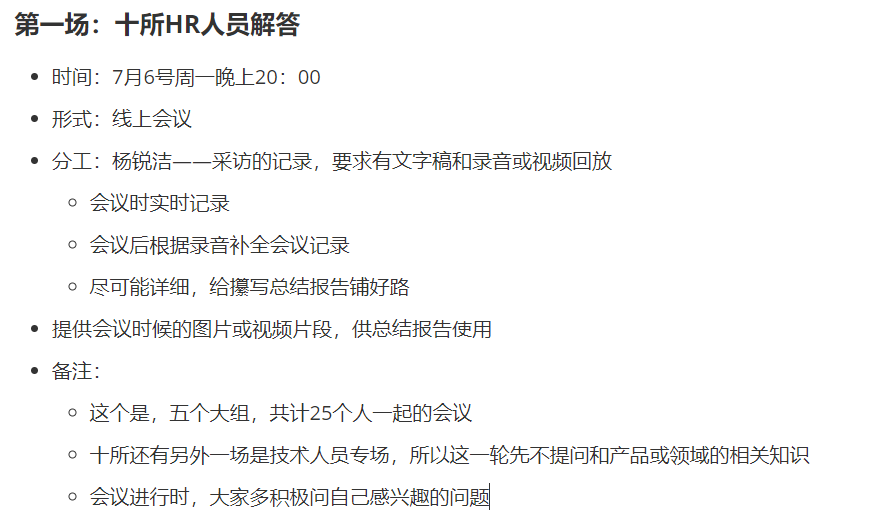 第一场：十所HR人员解答
时间：7月6号周一晚上20：00
形式：线上会议
分工：杨锐洁——采访的记录，要求有文字稿和录音或视频回放
会议时实时记录
会议后根据录音补全会议记录
尽可能详细，给攥写总结报告铺好路
提供会议时候的图片或视频片段，供总结报告使用
备注：
这个是，五个大组，共计25个人一起的会议
十所还有另外一场是技术人员专场，所以这一轮先不提问和产品或领域的相关知识
会议进行时，大家多积极问自己感兴趣的问题